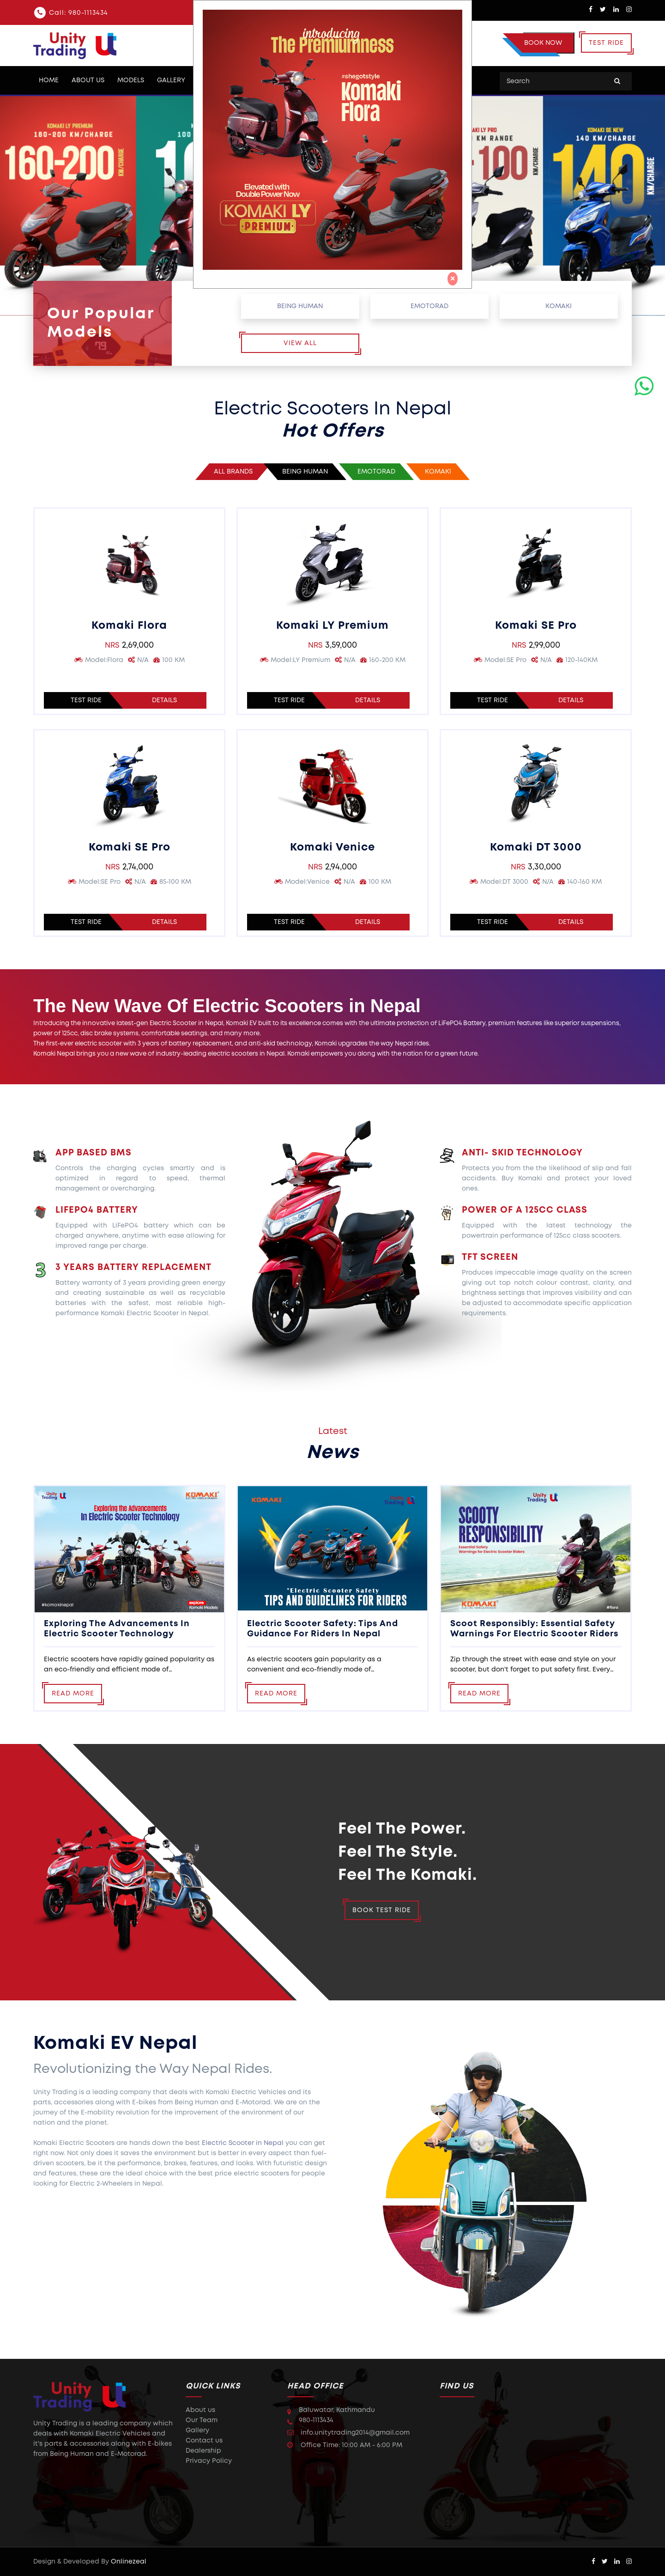 Call: 980-1113434
Unity
Trading
BOOK NOW
TEST RIDE
HOME
ABOUT US
MODELS
GALLERY
Search
introducing
The Premiumness
#shegotstyle
Komaki
Flora
Elevated with
Double Power Now
KOMAKI LY
PREMIUM
KOMAKI LY PREMIUM
160-200 KM/CHARGE
160-200
KM/CHARGE
KM RANGE
KM/CHARGE
KOMAKI SE NEW
140 KM/CHARGE
140
KM/CHARGE
Our Popular
Models
BEING HUMAN
EMOTORAD
KOMAKI
VIEW ALL
Electric Scooters In Nepal
Hot Offers
ALL BRANDS
BEING HUMAN
EMOTORAD
KOMAKI
Komaki Flora
NRS 2,69,000
Model:Flora N/A 100 KM
TEST RIDE
DETAILS
Komaki LY Premium
NRS 3,59,000
Model:LY Premium N/A 160-200 KM
TEST RIDE
DETAILS
Komaki SE Pro
NRS 2,99,000
Model:SE Pro N/A 120-140KM
TEST RIDE
DETAILS
Komaki SE Pro
NRS 2,74,000
Model:SE Pro N/A 85-100 KM
TEST RIDE
DETAILS
Komaki Venice
NRS 2,94,000
Model:Venice N/A 100 KM
TEST RIDE
DETAILS
Komaki DT 3000
NRS 3,30,000
Model:DT 3000 N/A 140-160 KM
TEST RIDE
DETAILS
The New Wave Of Electric Scooters in Nepal
Introducing the innovative latest-gen Electric Scooter in Nepal, Komaki EV built to its excellence comes with the ultimate protection of LiFePO4 Battery, premium features like superior suspensions,
power of 125cc, disc brake systems, comfortable seatings, and many more.
The first-ever electric scooter with 3 years of battery replacement, and anti-skid technology, Komaki upgrades the way Nepal rides.
Komaki Nepal brings you a new wave of industry-leading electric scooters in Nepal. Komaki empowers you along with the nation for a green future.
APP BASED BMS
Controls the charging cycles smartly and is
optimized in regard to speed, thermal
management or overcharging.
LIFEPO4 BATTERY
Equipped with LiFePO4 battery which can be
charged anywhere, anytime with ease allowing for
improved range per charge.
3 YEARS BATTERY REPLACEMENT
Battery warranty of 3 years providing green energy
and creating sustainable as well as recyclable
batteries with the safest, most reliable high-
performance Komaki Electric Scooter in Nepal.
ANTI- SKID TECHNOLOGY
Protects you from the the likelihood of slip and fall
accidents. Buy Komaki and protect your loved
ones.
POWER OF A 125CC CLASS
Equipped with the latest technology the
powertrain performance of 125cc class scooters.
TFT SCREEN
Produces impeccable image quality on the screen
giving out top notch colour contrast, clarity, and
brightness settings that improves visibility and can
be adjusted to accommodate specific application
requirements.
Latest
News
Unity
Trading
KOMAKI
Exploring the Advancements
In Electric Scooter Technology
#komakinepal
explore
Komaki Models
Exploring The Advancements In
Electric Scooter Technology
Electric scooters have rapidly gained popularity as
an eco-friendly and efficient mode of...
READ MORE
KOMAKI
Unity
Trading
"Electric Scooter Safety
TIPS AND GUIDELINES FOR RIDERS
Electric Scooter Safety: Tips And
Guidance For Riders In Nepal
As electric scooters gain popularity as a
convenient and eco-friendly mode of...
READ MORE
Unity
Trading
SCOOTY
RESPONSIBILITY
Essential Safety
Warnings for Electric Scooter Riders
KOMAKI
#flora
Scoot Responsibly: Essential Safety
Warnings For Electric Scooter Riders
Zip through the street with ease and style on your
scooter, but don't forget to put safety first. Every...
READ MORE
Feel The Power.
Feel The Style.
Feel The Komaki.
BOOK TEST RIDE
Komaki EV Nepal
Revolutionizing the Way Nepal Rides.
Unity Trading is a leading company that deals with Komaki Electric Vehicles and its
parts, accessories along with E-bikes from Being Human and E-Motorad. We are on the
journey of the E-mobility revolution for the improvement of the environment of our
nation and the planet.
Komaki Electric Scooters are hands down the best Electric Scooter in Nepal you can get
right now. Not only does it saves the environment but is better in every aspect than fuel-
driven scooters, be it the performance, brakes, features, and looks. With futuristic design
and features, these are the ideal choice with the best price electric scooters for people
looking for Electric 2-Wheelers in Nepal.
Unity
Trading
Unity Trading is a leading company which
deals with Komaki Electric Vehicles and
it's parts & accessories along with E-bikes
from Being Human and E-Motorad.
QUICK LINKS
About us
Our Team
Gallery
Contact us
Dealership
Privacy Policy
HEAD OFFICE
Baluwatar, Kathmandu
980-1113434
info.unitytrading2014@gmail.com
Office Time: 10:00 AM - 6:00 PM
FIND US
Design & Developed By Onlinezeal